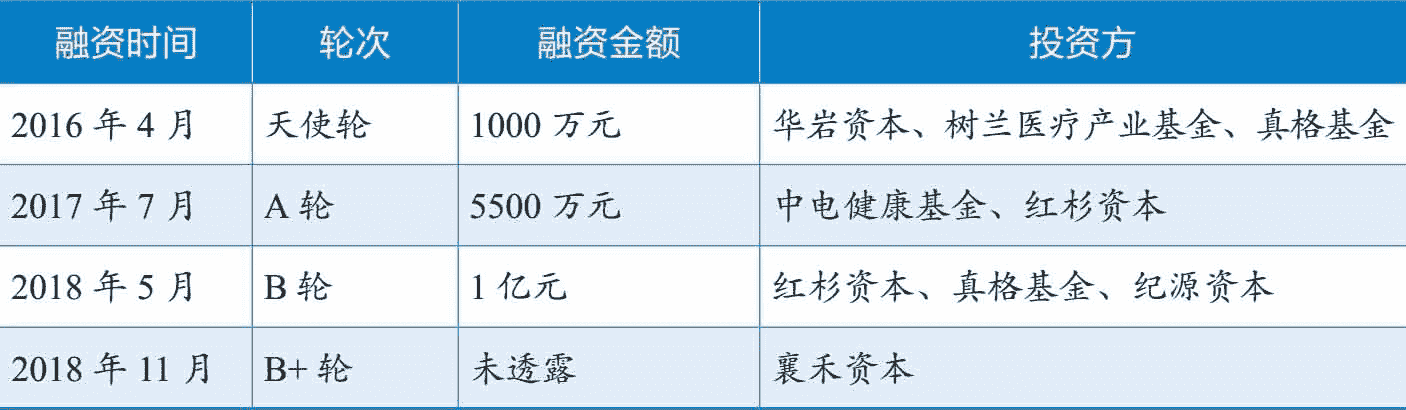 融资时间 轮次 融资金额 投资方
2016 年 4 月 天使轮 1000 万元 华岩资本、树兰医疗产业基金、真格基金
2017 年 7 月 A 轮 5500 万元 中电健康基金、红杉资本
2018 年 5 月 B 轮 1 亿元 红杉资本、真格基金、纪源资本
2018 年 11 月 B+ 轮 未透露 襄禾资本